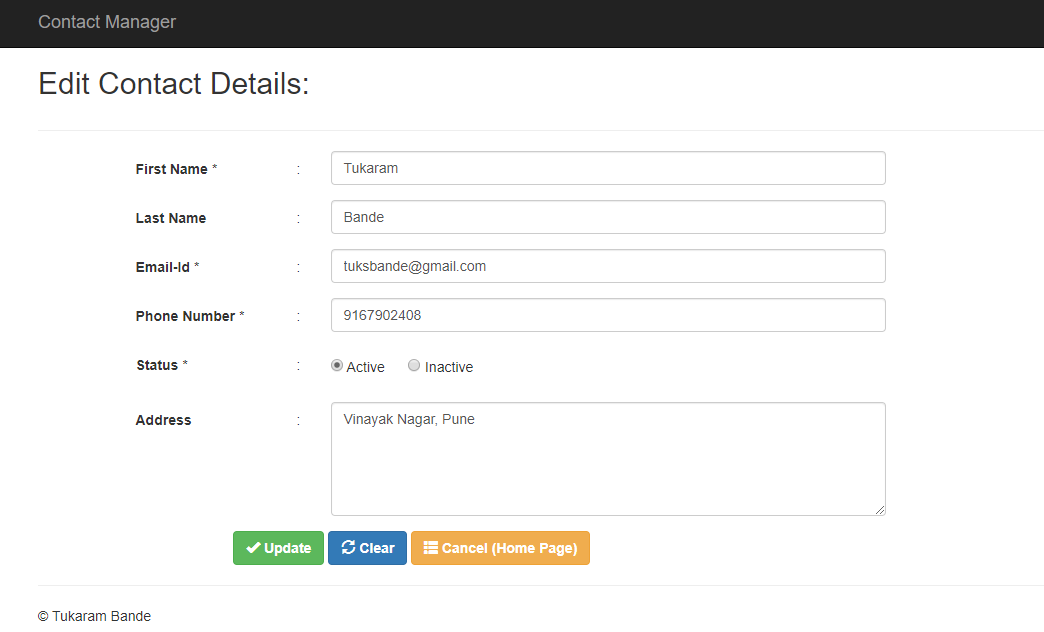 Contact Manager
Edit Contact Details:
First Name * : Tukaram
Last Name : Bande
Email-Id * : tuksbande@gmail.com
Phone Number * : 9167902408
Status * : Active Inactive
Address : Vinayak Nagar, Pune
Update Clear Cancel (Home Page)
© Tukaram Bande